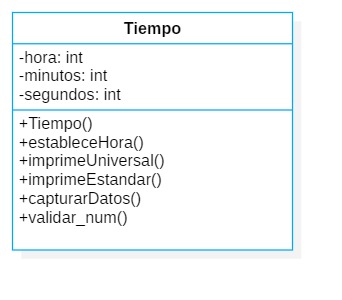 Tiempo
-hora: int
-minutos: int
-segundos: int
+Tiempo()
+estableceHora()
+imprimeUniversal()
+imprimeEstandar()
+capturarDatos()
+validar_num()